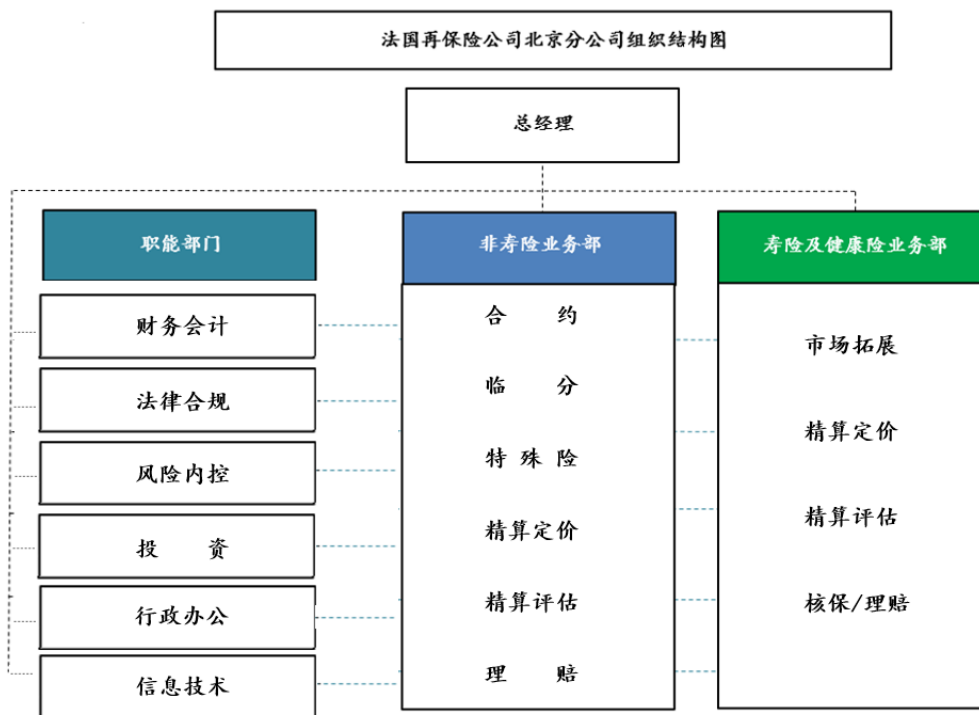 法国再保险公司北京分公司组织结构图
总经理
职能部门
财务会计
法律合规
风险内控
投 资
行政办公
信息技术
非寿险业务部
合 约
临 分
特 殊 险
精算定价
精算评估
理 赔
寿险及健康险业务部
市场拓展
精算定价
精算评估
核保/理赔